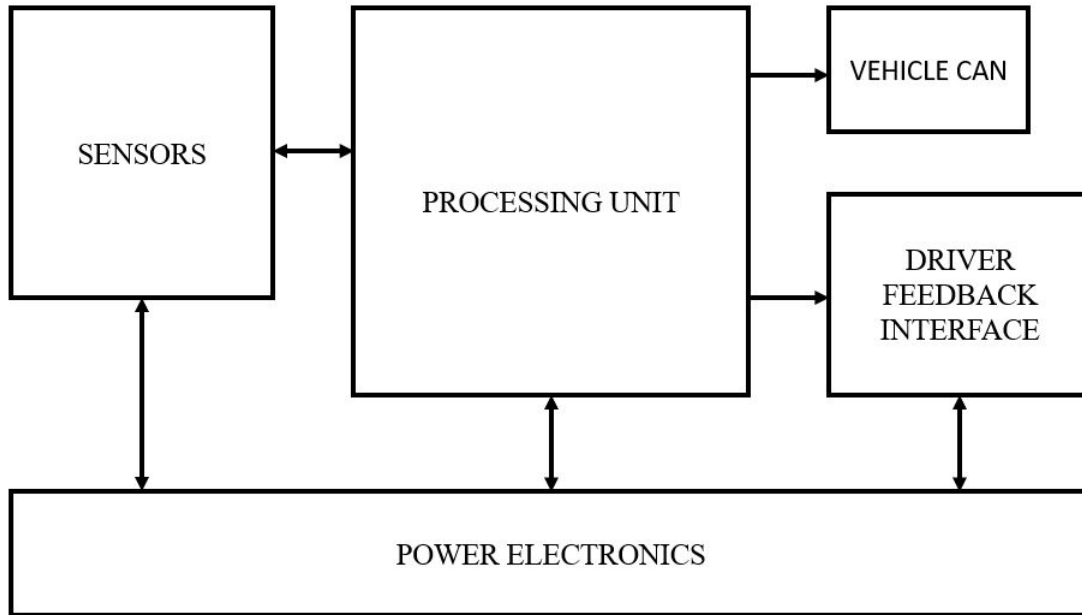 SENSORS
PROCESSING UNIT
VEHICLE CAN
DRIVER
FEEDBACK
INTERFACE
POWER ELECTRONICS